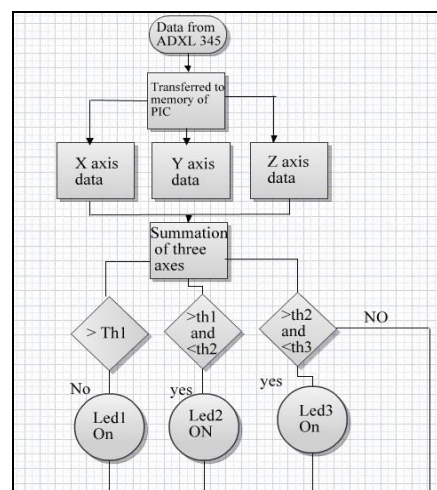 Data from
ADXL 345
Transferred to
memory of
PIC
X axis
data
Y axis
data
Z axis
data
Summation
of three
axes
> Th1
>th1
and
<th2
>th2
and
<th3
NO
No
yes
yes
Led1
On
Led2
ON
Led3
On